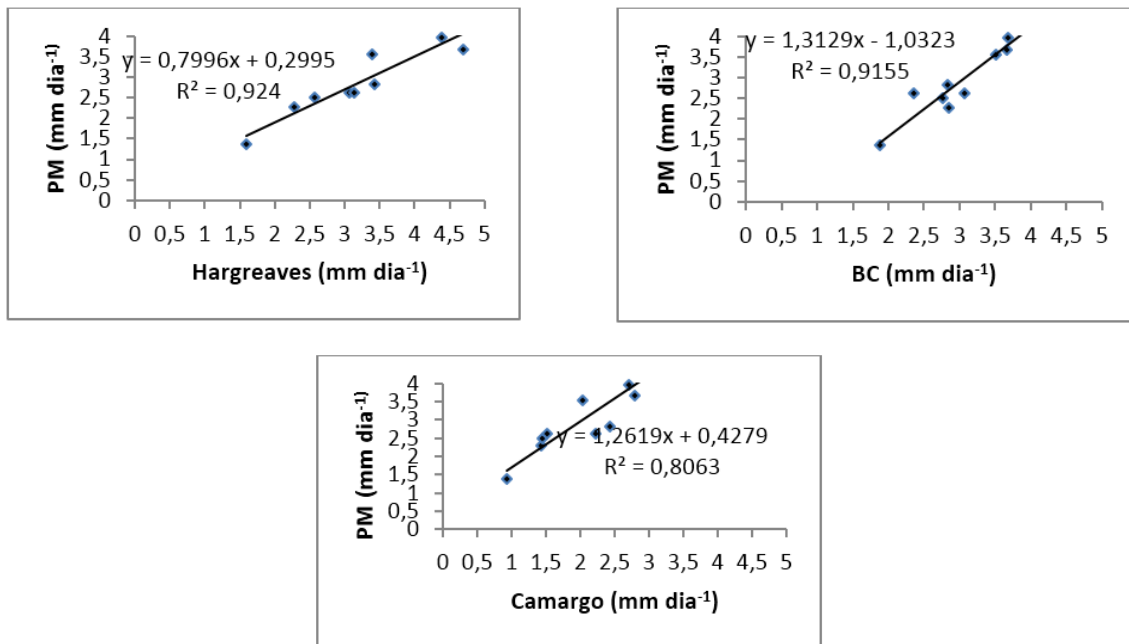 PM (mm dia⁻¹)
4
3,5
3
2,5
2
1,5
1
0,5
0
y = 0,7996x + 0,2995
R² = 0,924
0 0,5 1 1,5 2 2,5 3 3,5 4 4,5 5
Hargreaves (mm dia⁻¹)
PM (mm dia⁻¹)
4
3,5
3
2,5
2
1,5
1
0,5
0
y = 1,3129x - 1,0323
R² = 0,9155
0 0,5 1 1,5 2 2,5 3 3,5 4 4,5 5
BC (mm dia⁻¹)
PM (mm dia⁻¹)
4
3,5
3
2,5
2
1,5
1
0,5
0
y = 1,2619x + 0,4279
R² = 0,8063
0 0,5 1 1,5 2 2,5 3 3,5 4 4,5 5
Camargo (mm dia⁻¹)